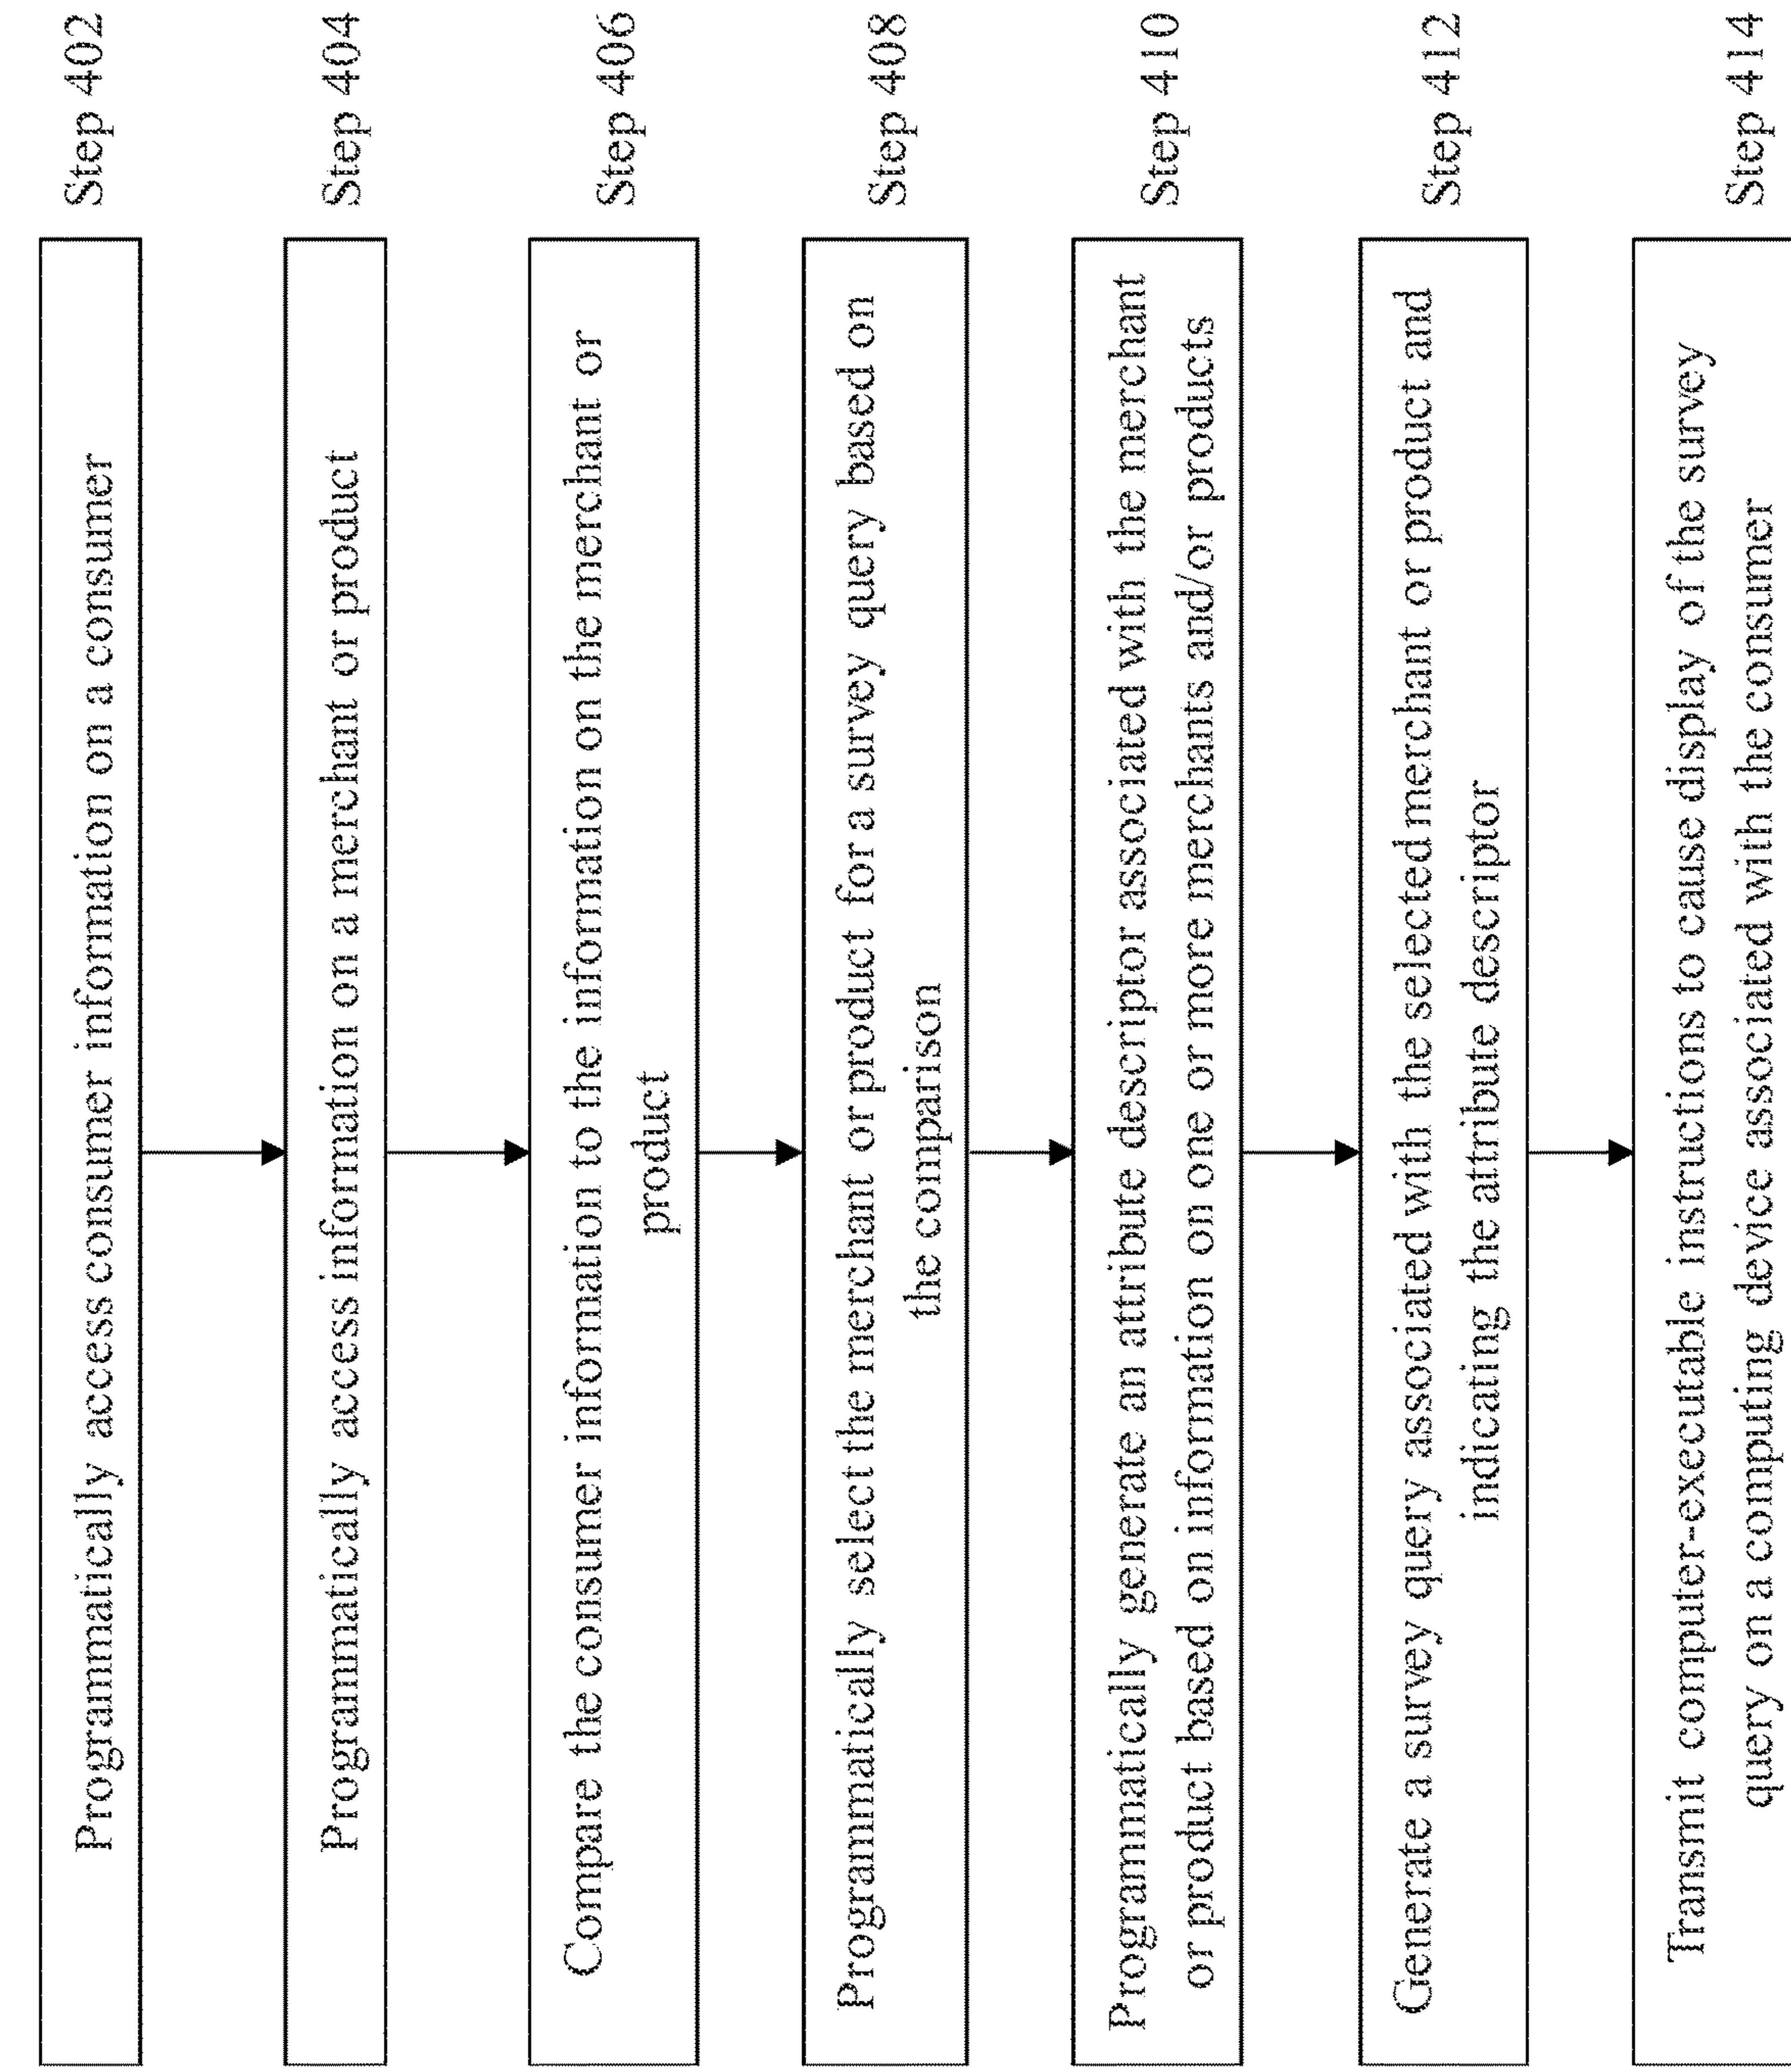 Programmatically access consumer information on a consumer
Step 402
Programmatically access information on a merchant or product
Step 404
Compare the consumer information to the information on the merchant or
product
Step 406
Programmatically select the merchant or product for a survey query based on
the comparison
Step 408
Programmatically generate an attribute descriptor associated with the merchant
or product based on information on one or more merchants and/or products
Step 410
Generate a survey query associated with the selected merchant or product and
indicating the attribute descriptor
Step 412
Transmit computer-executable instructions to cause display of the survey
query on a computing device associated with the consumer
Step 414